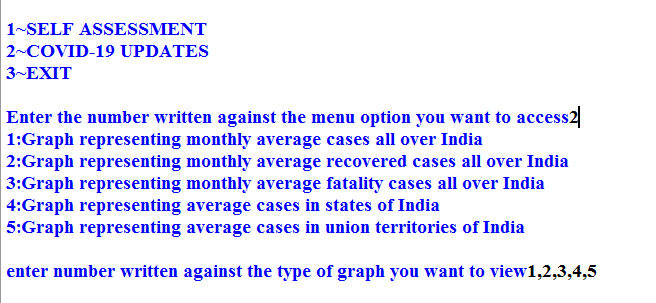 1~SELF ASSESSMENT
2~COVID-19 UPDATES
3~EXIT
Enter the number written against the menu option you want to access2
1:Graph representing monthly average cases all over India
2:Graph representing monthly average recovered cases all over India
3:Graph representing monthly average fatality cases all over India
4:Graph representing average cases in states of India
5:Graph representing average cases in union territories of India
enter number written against the type of graph you want to view1,2,3,4,5